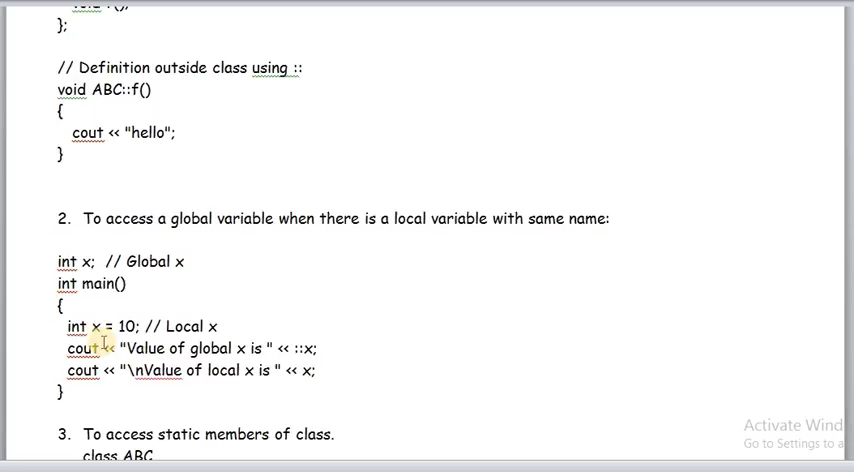 };
// Definition outside class using ::
void ABC::f()
{
cout << "hello";
}
2. To access a global variable when there is a local variable with same name:
int x; // Global x
int main()
{
int x = 10; // Local x
cout << "Value of global x is " << ::x;
cout << "\nValue of local x is " << x;
}
3. To access static members of class.
class ABC
Activate Wind
Go to Settings to a